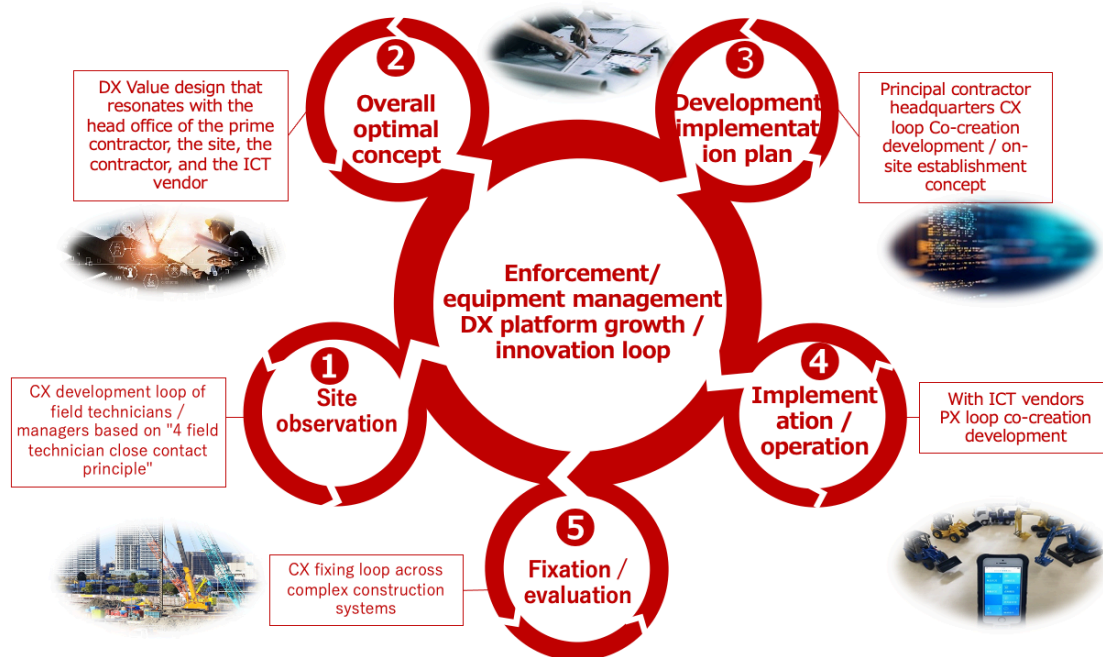 2
Overall
optimal
concept
3
Development
implementat
ion plan
DX Value design that
resonates with the
head office of the prime
contractor, the site, the
contractor, and the ICT
vendor
Principal contractor
headquarters CX
loop Co-creation
development / on-
site establishment
concept
Enforcement/
equipment management
DX platform growth /
innovation loop
1
Site
observation
CX development loop of
field technicians /
managers based on "4 field
technician close contact
principle"
4
Implement
ation /
operation
With ICT vendors
PX loop co-creation
development
5
Fixation /
evaluation
CX fixing loop across
complex construction
systems